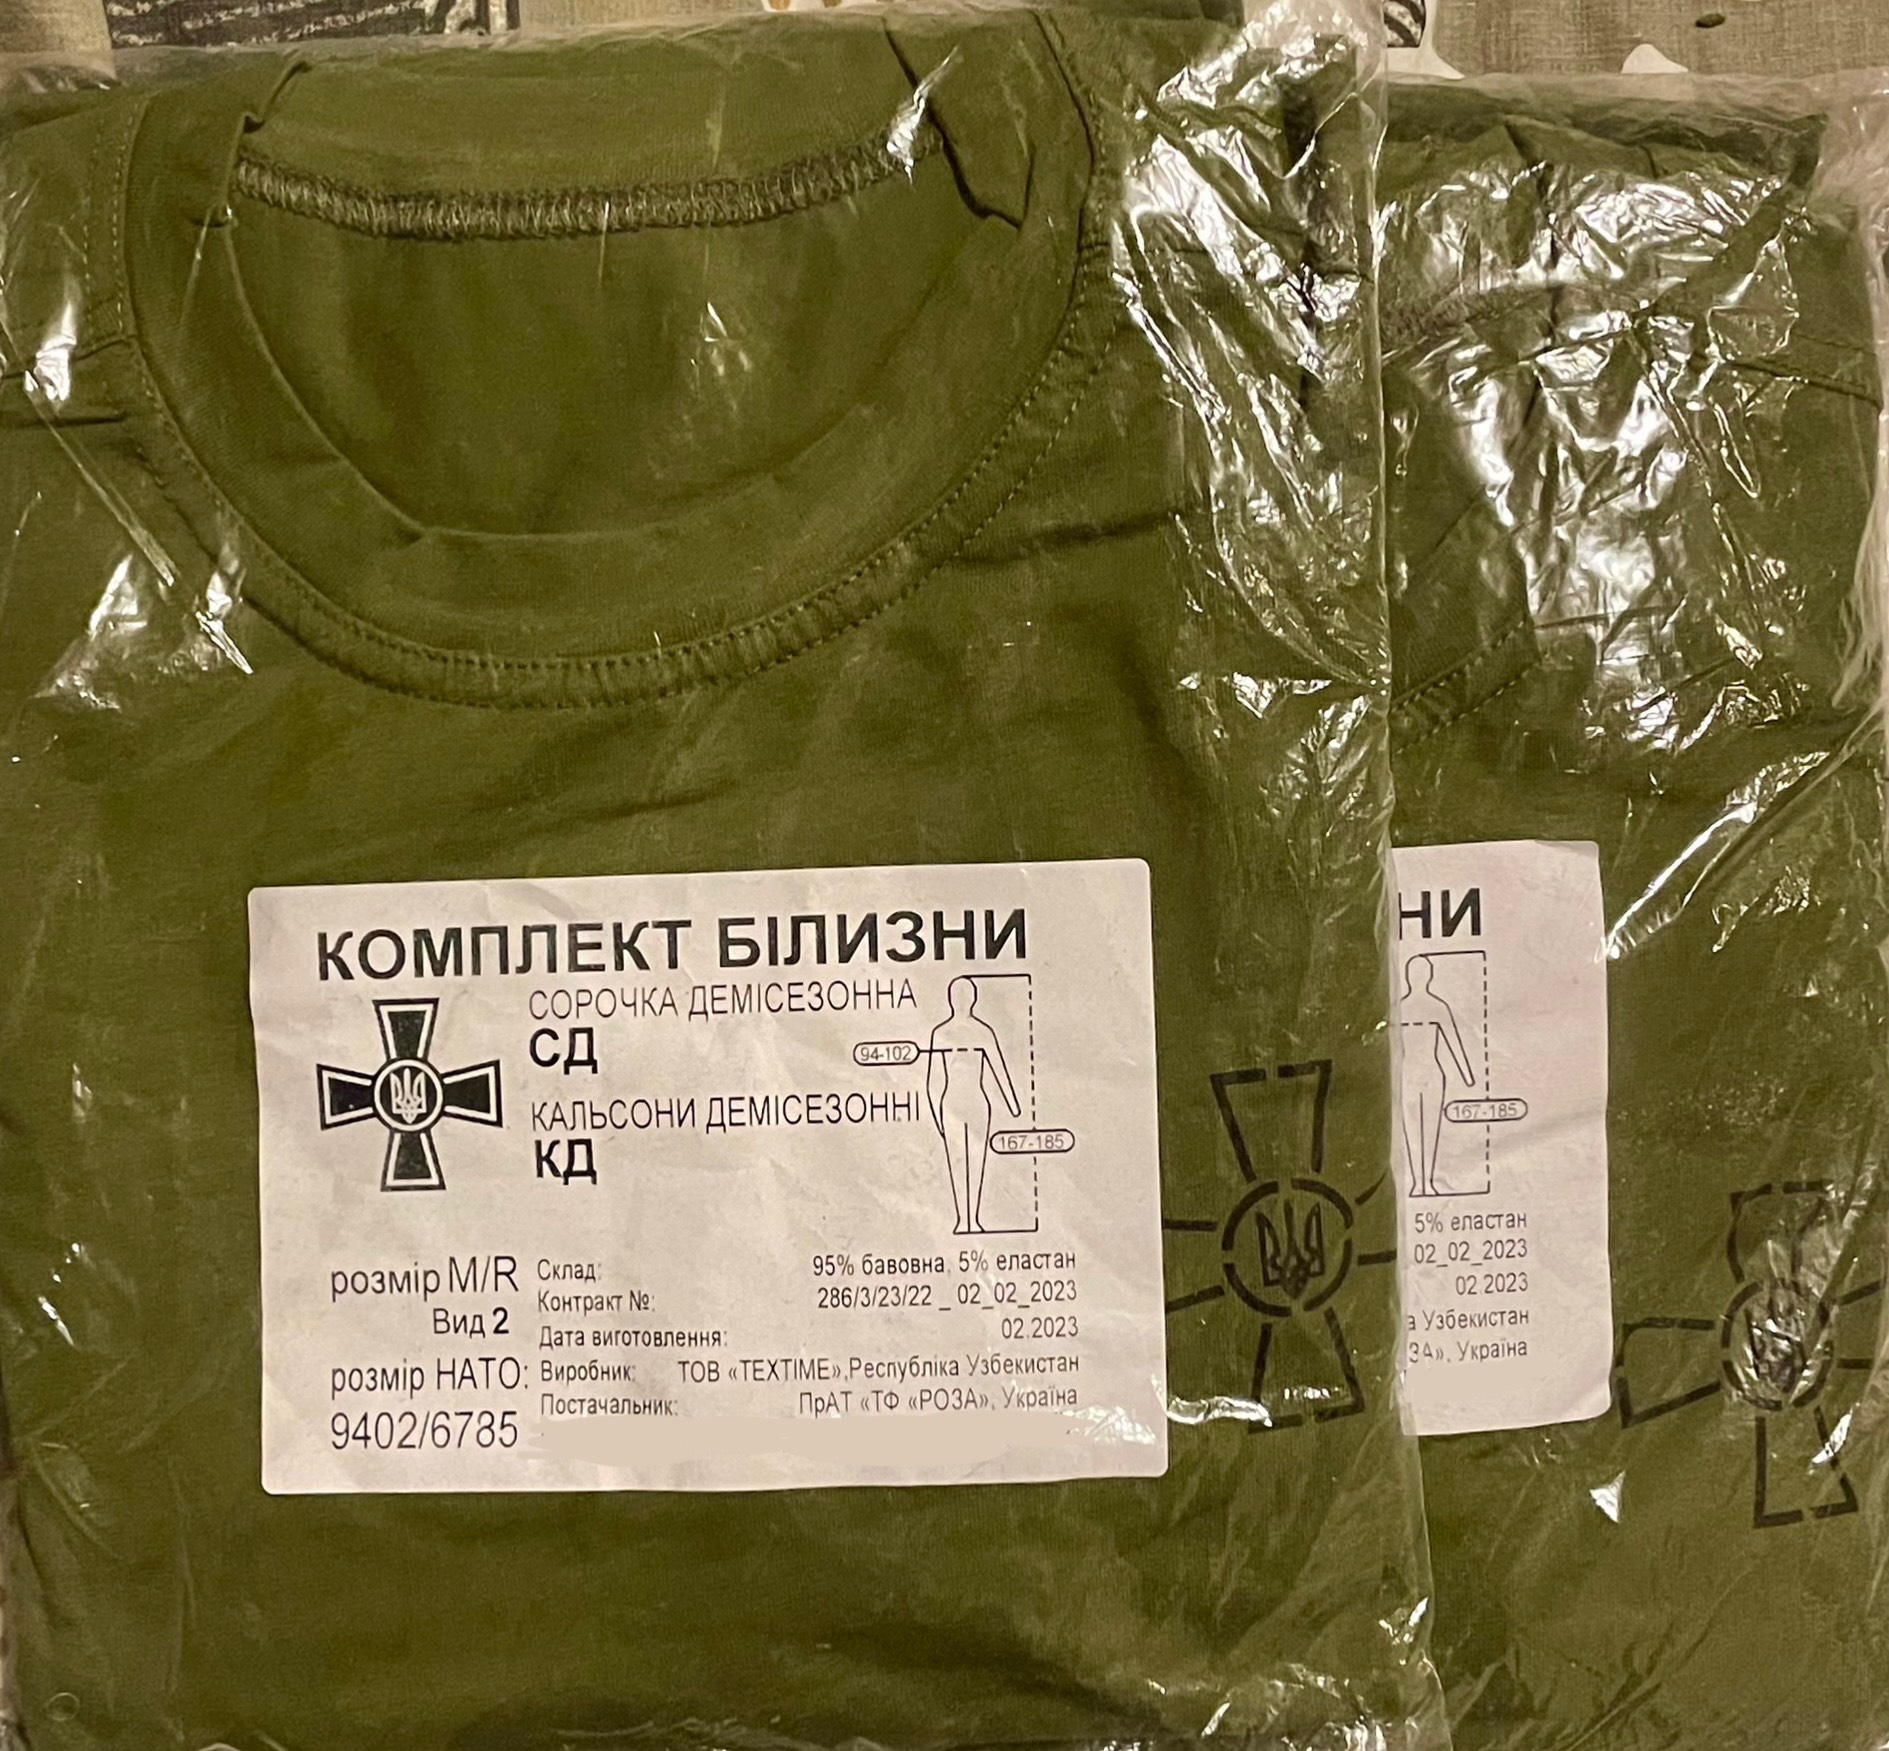 КОМПЛЕКТ БІЛИЗНИ
СОРОЧКА ДЕМІСЕЗОННА
СД
94-102
КАЛЬСОНИ ДЕМІСЕЗОННІ
КД
167-185
розмір M/R
Вид 2
розмір НАТО:
9402/6785
Склад: 95% бавовна, 5% еластан
Контракт №: 286/3/23/22 _ 02_02_2023
Дата виготовлення: 02.2023
Виробник: ТОВ «TEXTIME»,Республіка Узбекистан
Постачальник: ПрАТ «ТФ «РОЗА», Україна
НИ
167-185
5% еластан
02_02_2023
02.2023
а Узбекистан
ЗА», Україна